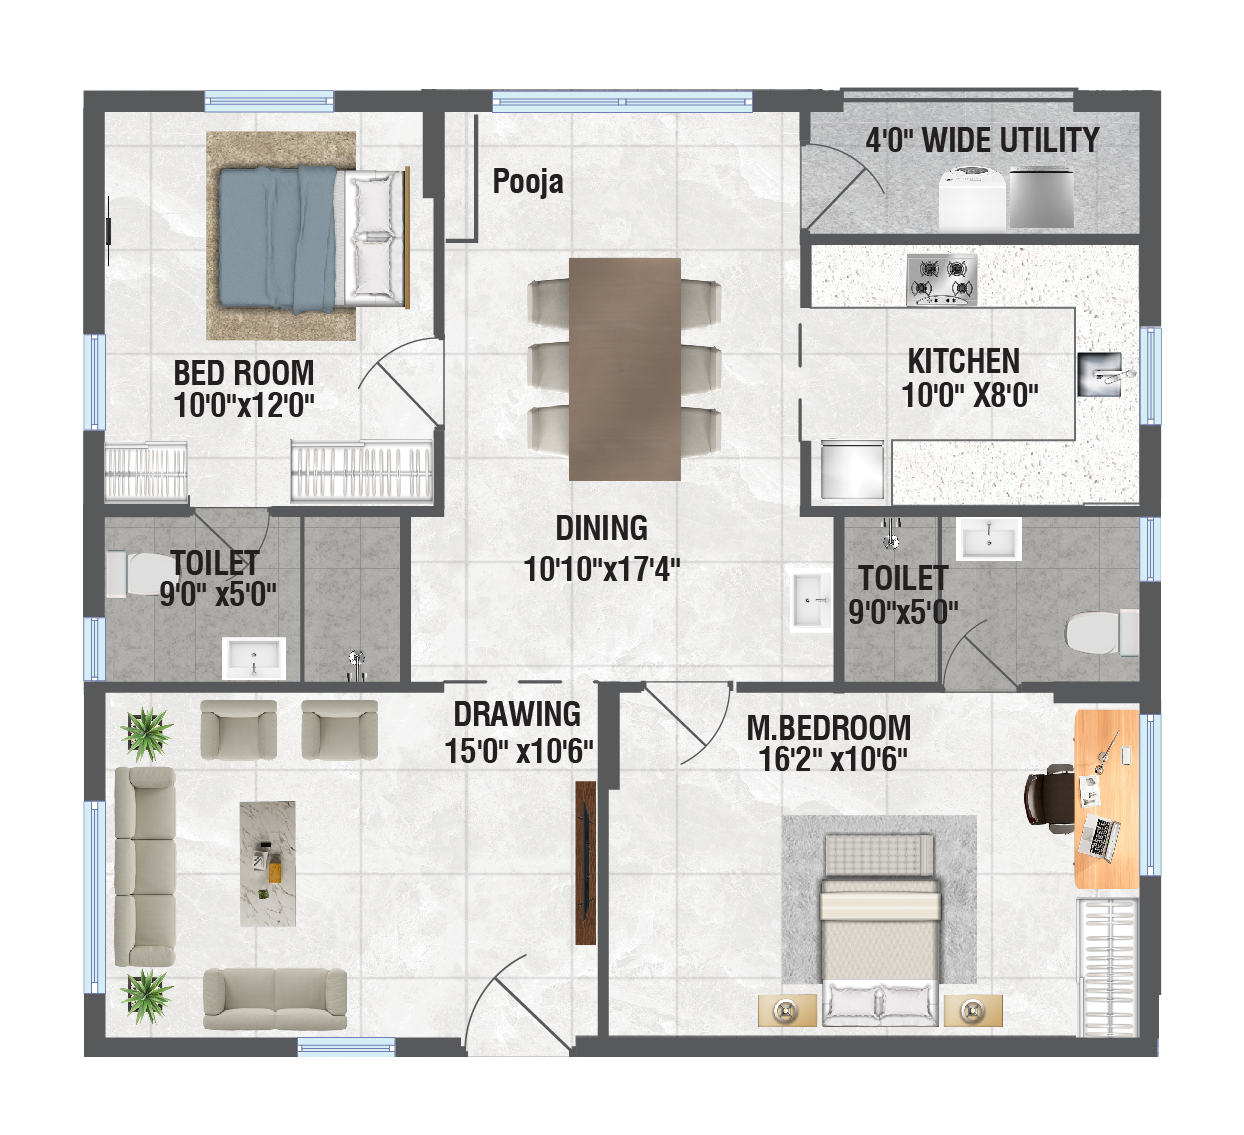 4'0" WIDE UTILITY
Pooja
BED ROOM
10'0"x12'0"
KITCHEN
10'0" X8'0"
DINING
10'10"x17'4"
TOILET
9'0" x5'0"
TOILET
9'0"x5'0"
DRAWING
15'0" x10'6"
M.BEDROOM
16'2" x10'6"